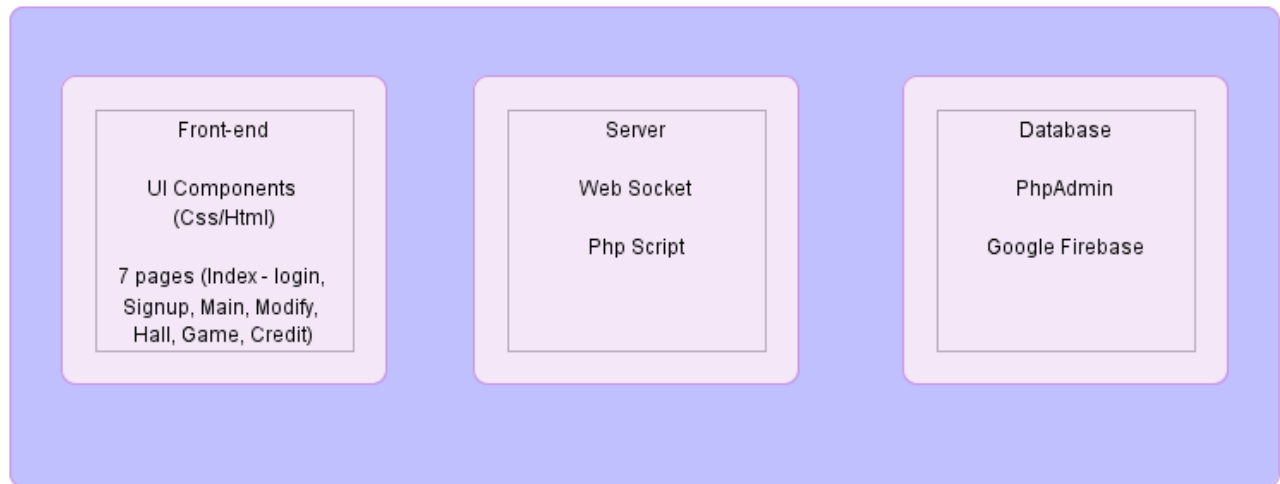 Front-end
UI Components
(Css/Html)
7 pages (Index - login,
Signup, Main, Modify,
Hall, Game, Credit)
Server
Web Socket
Php Script
Database
PhpAdmin
Google Firebase